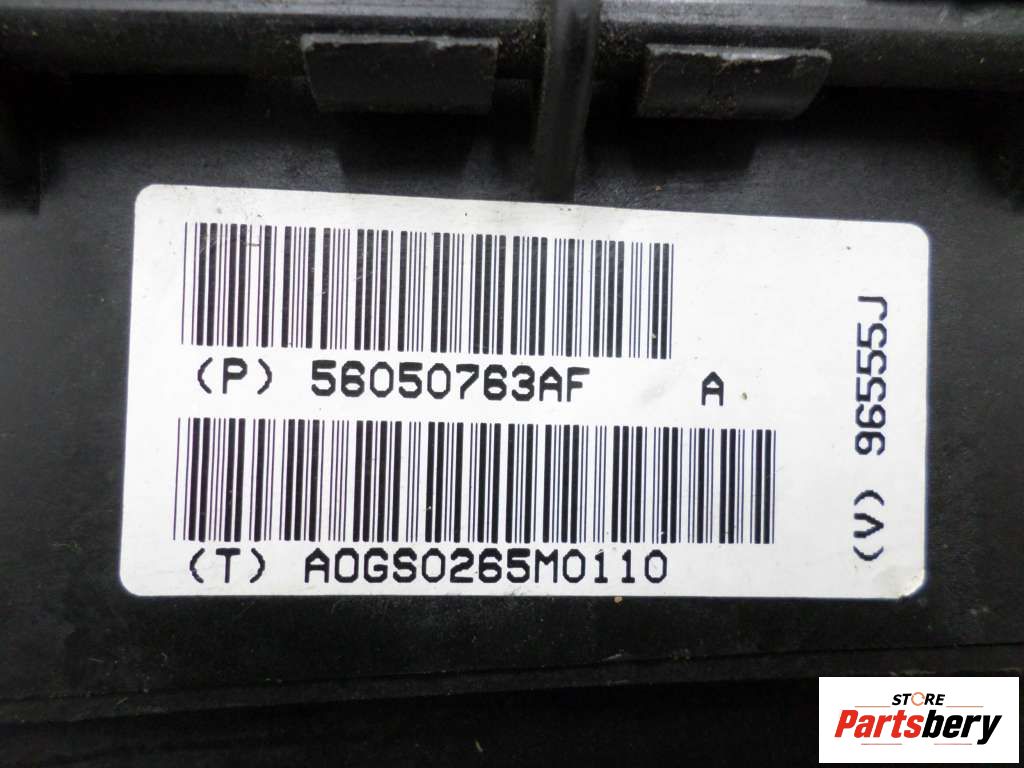 (P) 56050763AF A
(T) A0GS0265M0110
(V) 96555J
STORE
Partsbery